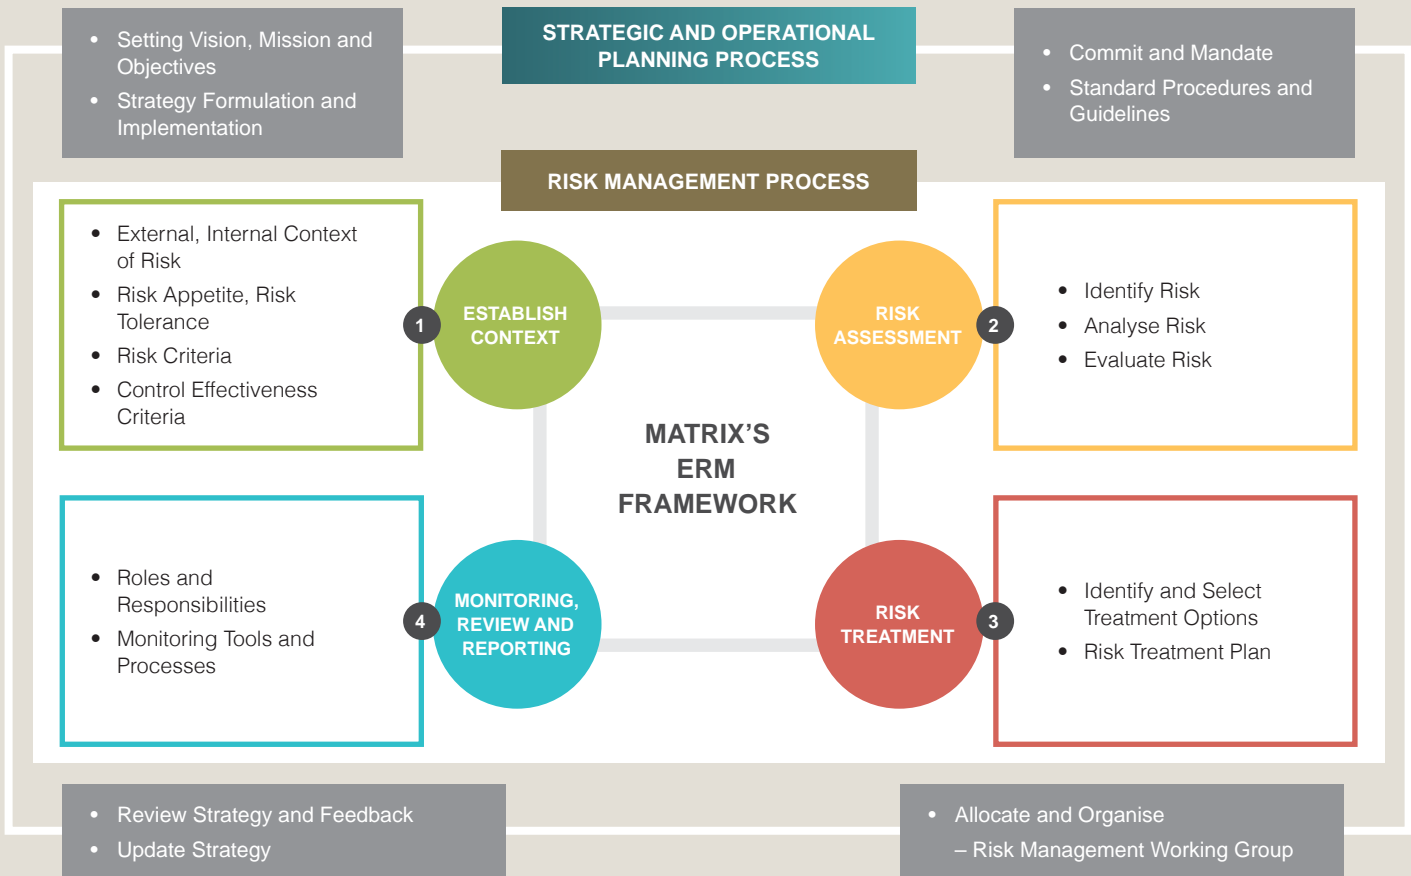 • Setting Vision, Mission and
Objectives
• Strategy Formulation and
Implementation
STRATEGIC AND OPERATIONAL
PLANNING PROCESS
• Commit and Mandate
• Standard Procedures and
Guidelines
RISK MANAGEMENT PROCESS
• External, Internal Context
of Risk
• Risk Appetite, Risk
Tolerance
• Risk Criteria
• Control Effectiveness
Criteria
1
ESTABLISH
CONTEXT
RISK
ASSESSMENT
2
• Identify Risk
• Analyse Risk
• Evaluate Risk
MATRIX’S
ERM
FRAMEWORK
• Roles and
Responsibilities
• Monitoring Tools and
Processes
4
MONITORING,
REVIEW AND
REPORTING
RISK
TREATMENT
3
• Identify and Select
Treatment Options
• Risk Treatment Plan
• Review Strategy and Feedback
• Update Strategy
• Allocate and Organise
– Risk Management Working Group